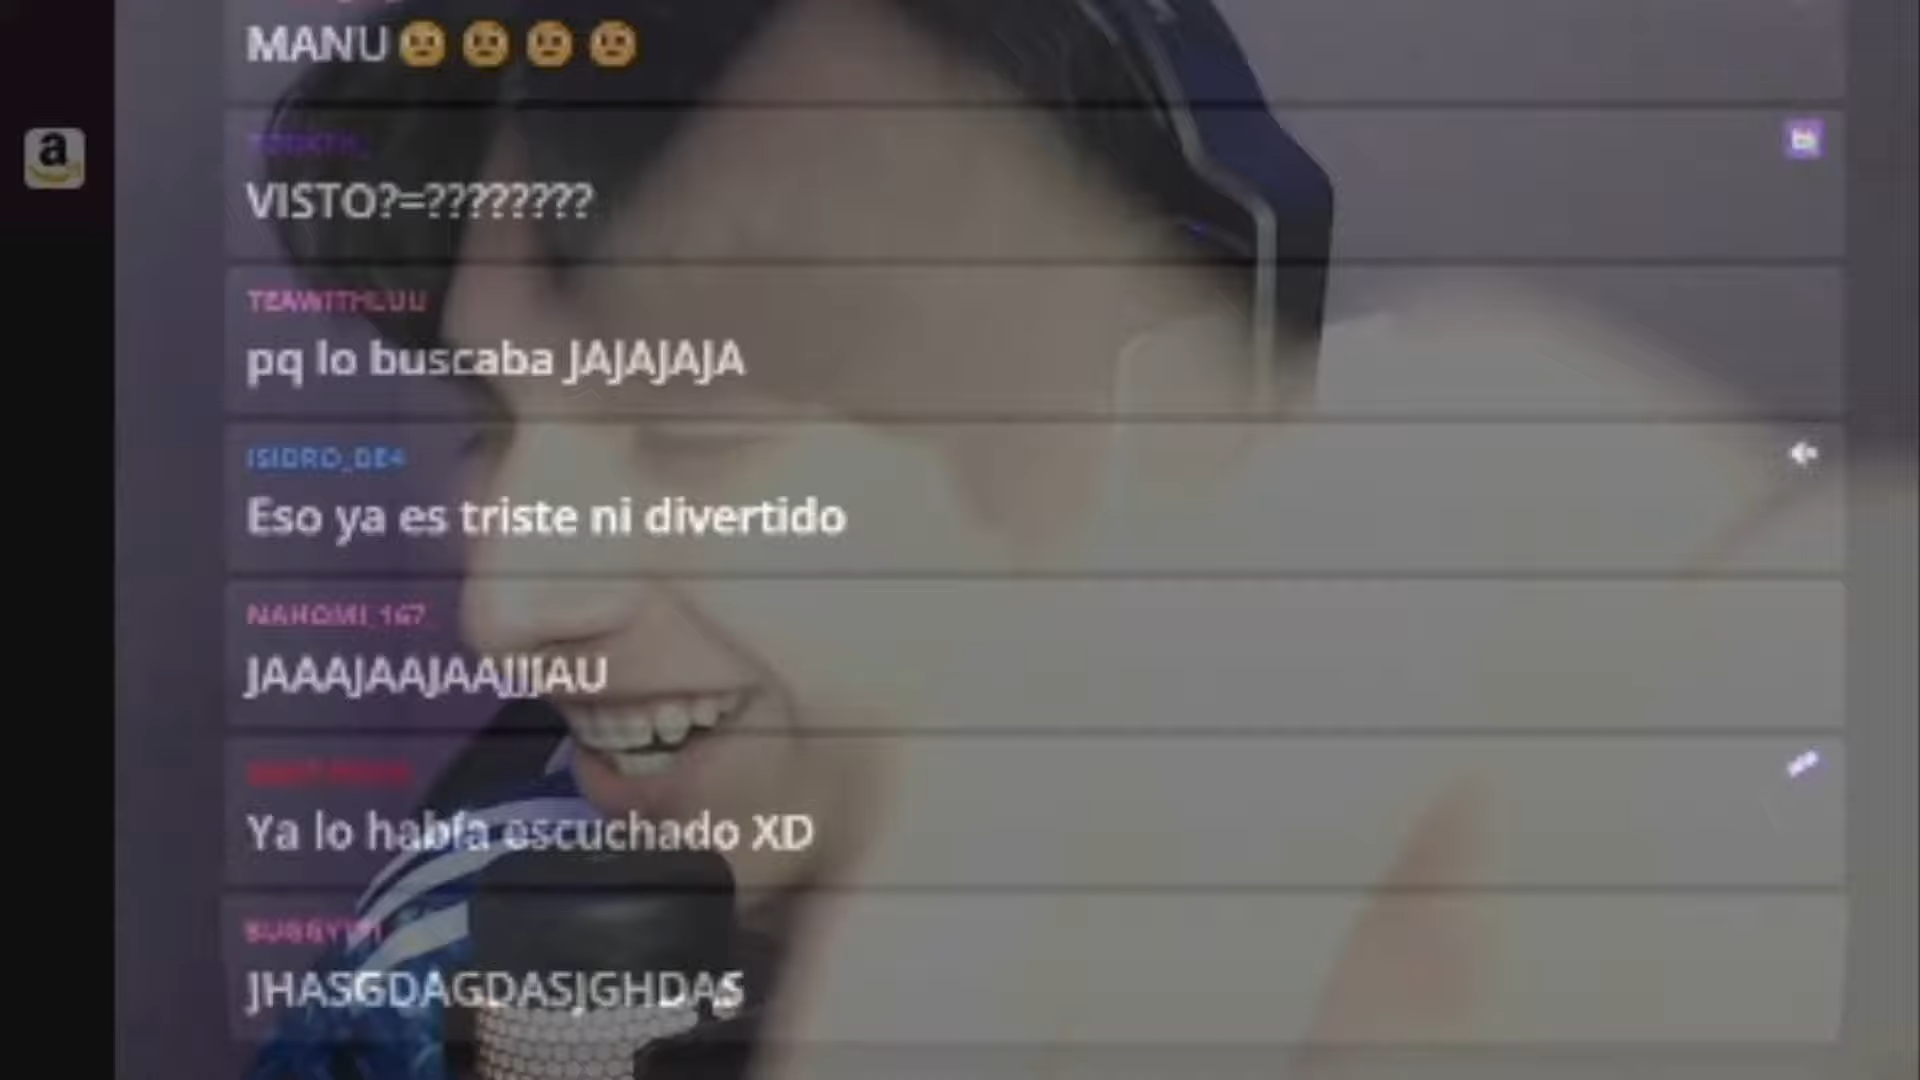 MANU
VISTO?=????????
TEAWITHLUU
pq lo buscaba JAJAJAJA
ISIDRO_DE4
Eso ya es triste ni divertido
NAHOMI_167_
JAAAJAAJAAJJJAU
Ya lo había escuchado XD
JHASGDAGDASJGHDAS